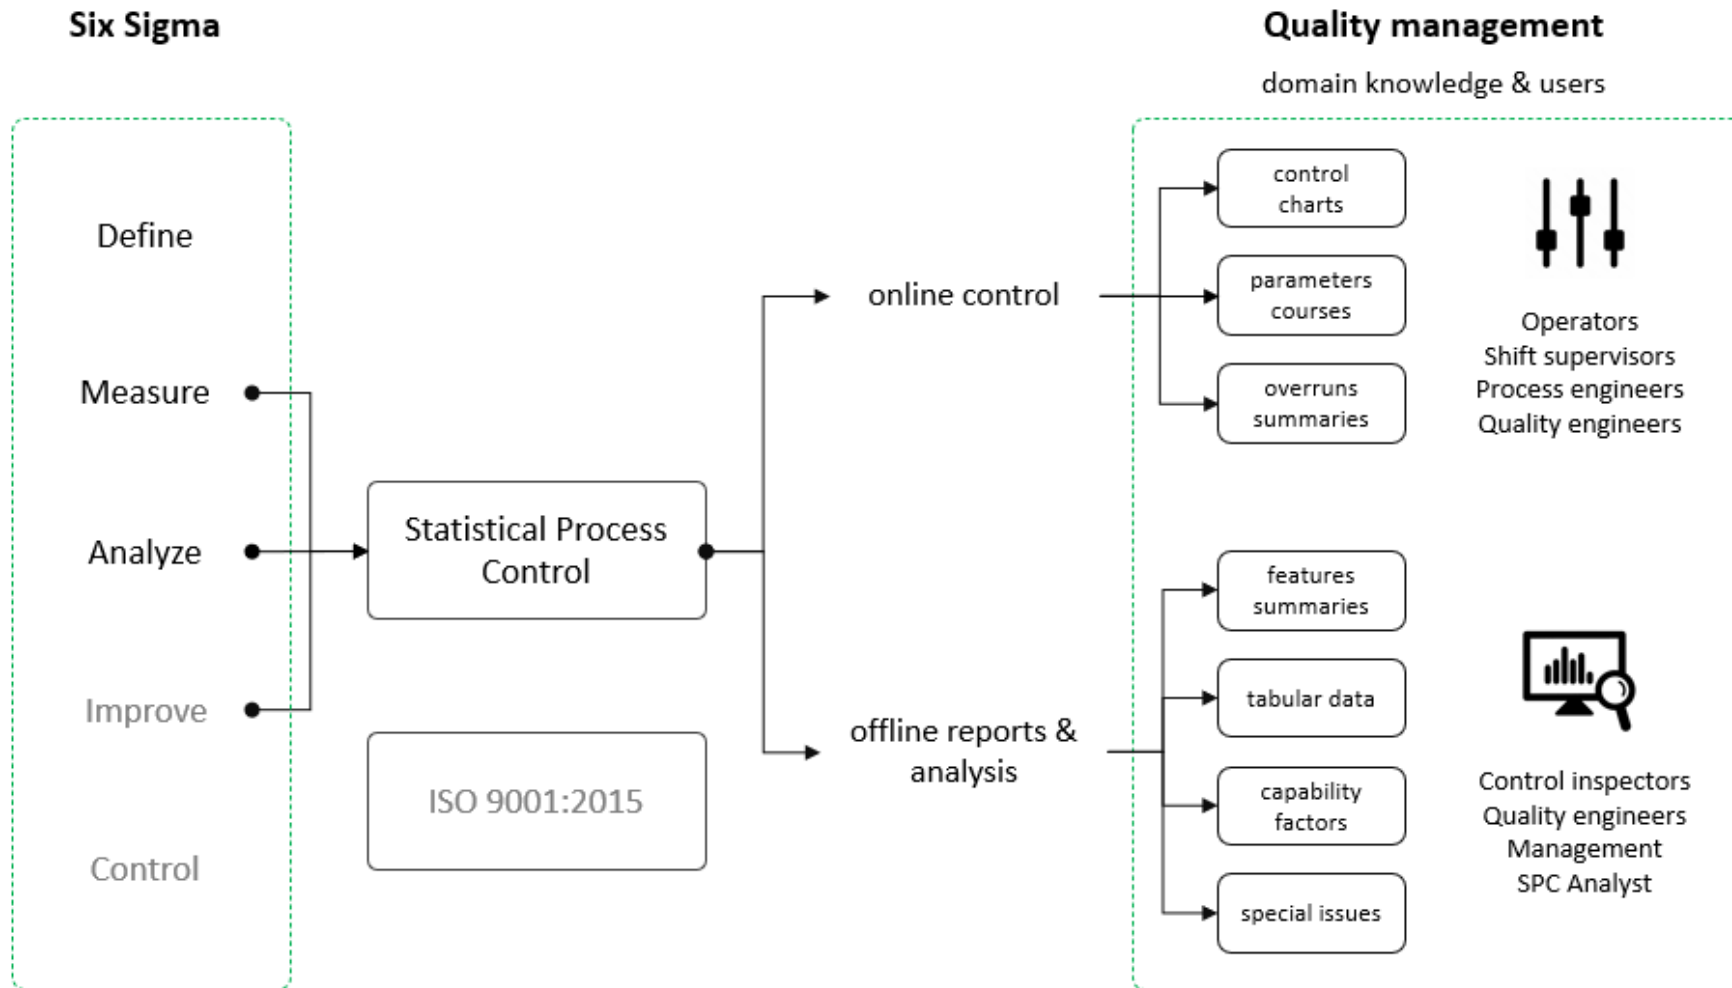 Six Sigma
Define
Measure
Analyze
Improve
Control
Statistical Process
Control
ISO 9001:2015
online control
offline reports &
analysis
Quality management
domain knowledge & users
control
charts
parameters
courses
overruns
summaries
Operators
Shift supervisors
Process engineers
Quality engineers
features
summaries
tabular data
capability
factors
special issues
Control inspectors
Quality engineers
Management
SPC Analyst